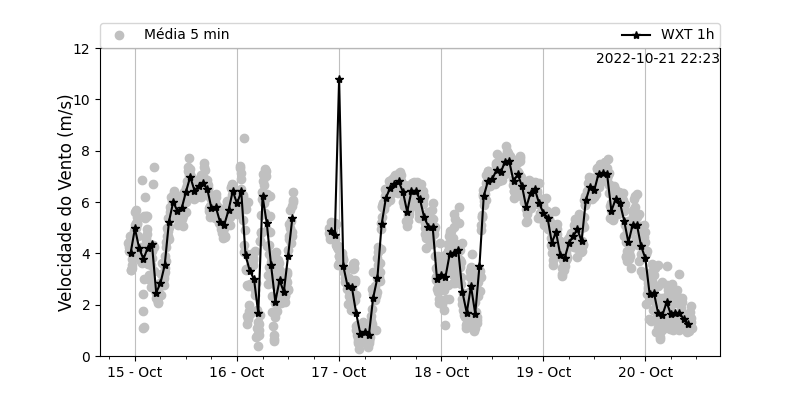 Média 5 min
WXT 1h
2022-10-21 22:23
Velocidade do Vento (m/s)
12
10
8
6
4
2
0
15 - Oct
16 - Oct
17 - Oct
18 - Oct
19 - Oct
20 - Oct